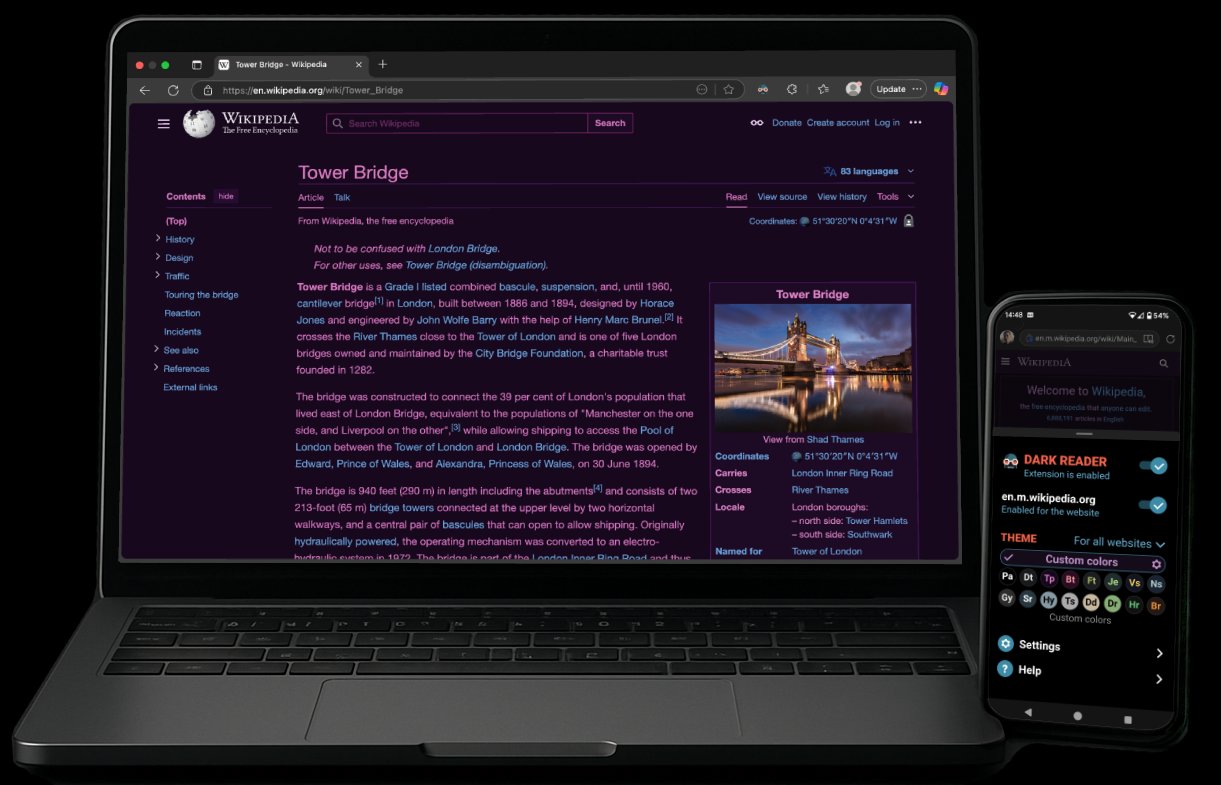 Tower Bridge - Wikipedia
https://en.wikipedia.org/wiki/Tower_Bridge
Update
WIKIPEDIA
The Free Encyclopedia
Search Wikipedia
Search
Donate Create account Log in
Tower Bridge
83 languages
Contents hide
Article Talk
Read View source View history Tools
(Top)
From Wikipedia, the free encyclopedia
Coordinates: 51°30′20″N 0°4′31″W
History
Design
Traffic
Touring the bridge
Reaction
Incidents
See also
References
External links
Not to be confused with London Bridge.
For other uses, see Tower Bridge (disambiguation).
Tower Bridge is a Grade I listed combined bascule, suspension, and, until 1960,
cantilever bridge[1] in London, built between 1886 and 1894, designed by Horace
Jones and engineered by John Wolfe Barry with the help of Henry Marc Brunel.[2] It
crosses the River Thames close to the Tower of London and is one of five London
bridges owned and maintained by the City Bridge Foundation, a charitable trust
founded in 1282.
The bridge was constructed to connect the 39 per cent of London's population that
lived east of London Bridge, equivalent to the populations of "Manchester on the one
side, and Liverpool on the other",[3] while allowing shipping to access the Pool of
London between the Tower of London and London Bridge. The bridge was opened by
Edward, Prince of Wales, and Alexandra, Princess of Wales, on 30 June 1894.
The bridge is 940 feet (290 m) in length including the abutments[4] and consists of two
213-foot (65 m) bridge towers connected at the upper level by two horizontal
walkways, and a central pair of bascules that can open to allow shipping. Originally
hydraulically powered, the operating mechanism was converted to an electro-
hydraulic system in 1972. The bridge is part of the London Inner Ring Road and thus
Tower Bridge
View from Shad Thames
Coordinates 51°30′20″N 0°4′31″W
Carries London Inner Ring Road
Crosses River Thames
Locale London boroughs:
– north side: Tower Hamlets
– south side: Southwark
Named for Tower of London
14:48 54%
en.m.wikipedia.org/wiki/Main_
WIKIPEDIA
Welcome to Wikipedia,
the free encyclopedia that anyone can edit.
articles in English
DARK READER
Extension is enabled
en.m.wikipedia.org
Enabled for the website
THEME For all websites
Custom colors
Pa Dt Tp Bt Ft Je Vs Ns
Gy Sr Hy Ts Dd Dr Hr Br
Custom colors
Settings
Help